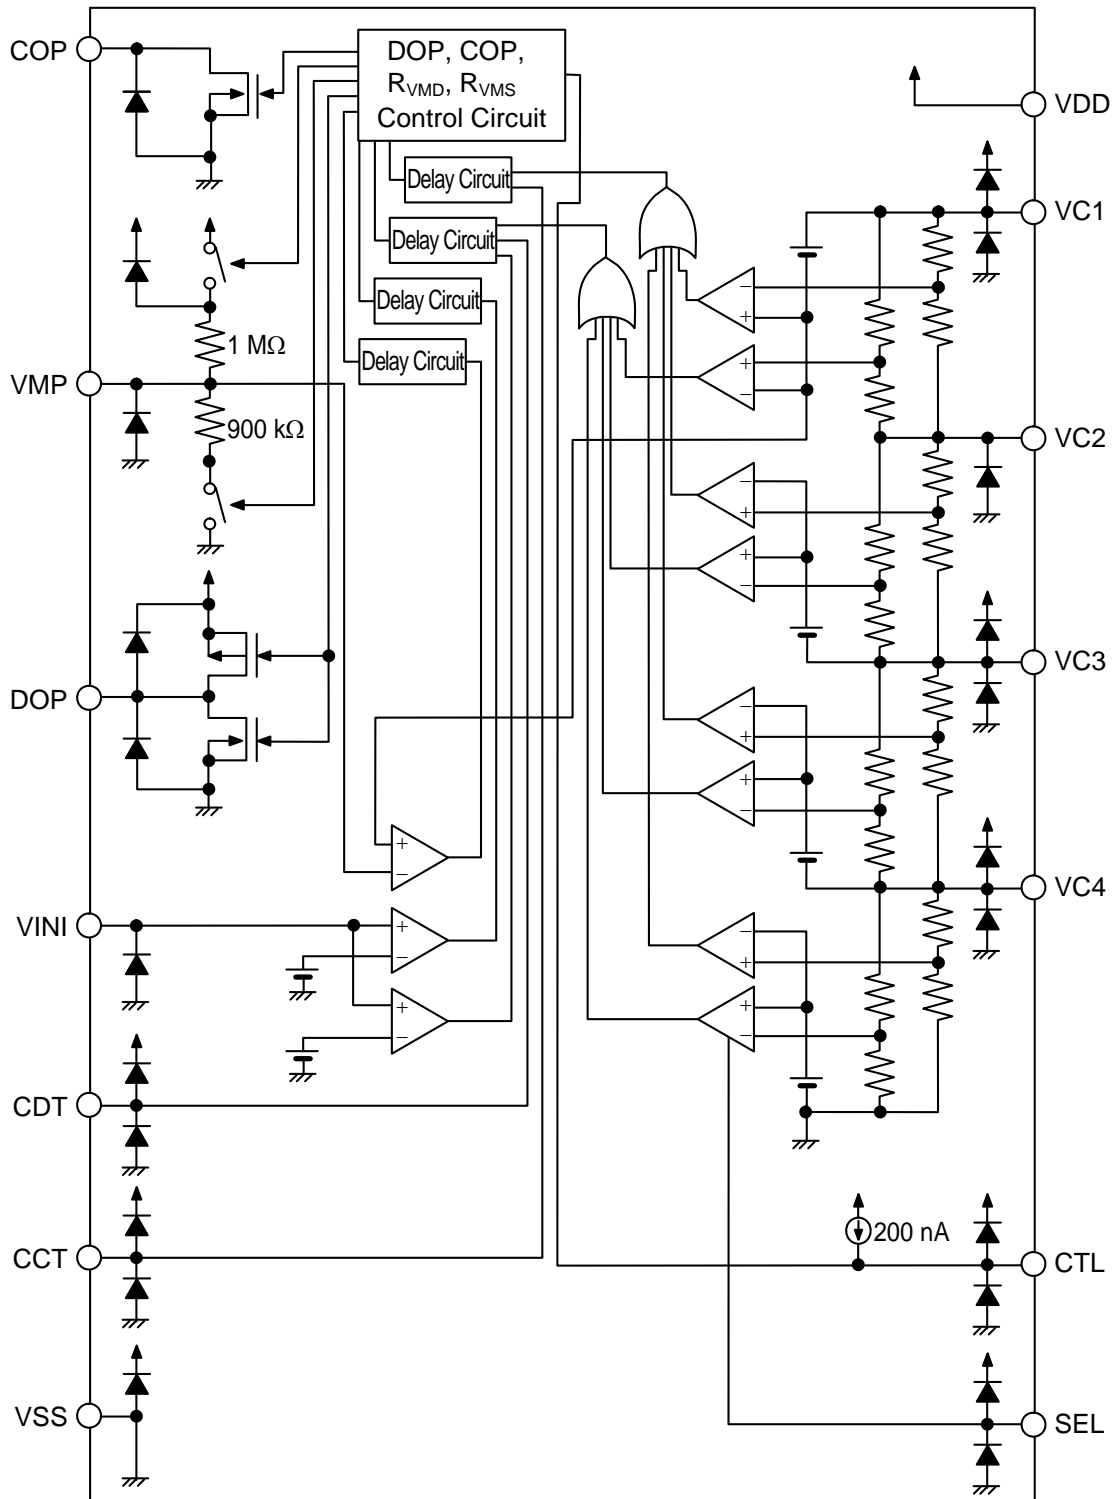 COP
DOP, COP,
RVMD, RVMS
Control Circuit
VDD
Delay Circuit
VC1
Delay Circuit
−
+
Delay Circuit
1 MΩ
Delay Circuit
+
−
VMP
900 kΩ
VC2
−
+
+
−
VC3
DOP
−
+
+
−
+
−
VC4
VINI
+
−
−
+
+
−
+
−
CDT
200 nA
CCT
CTL
VSS
SEL